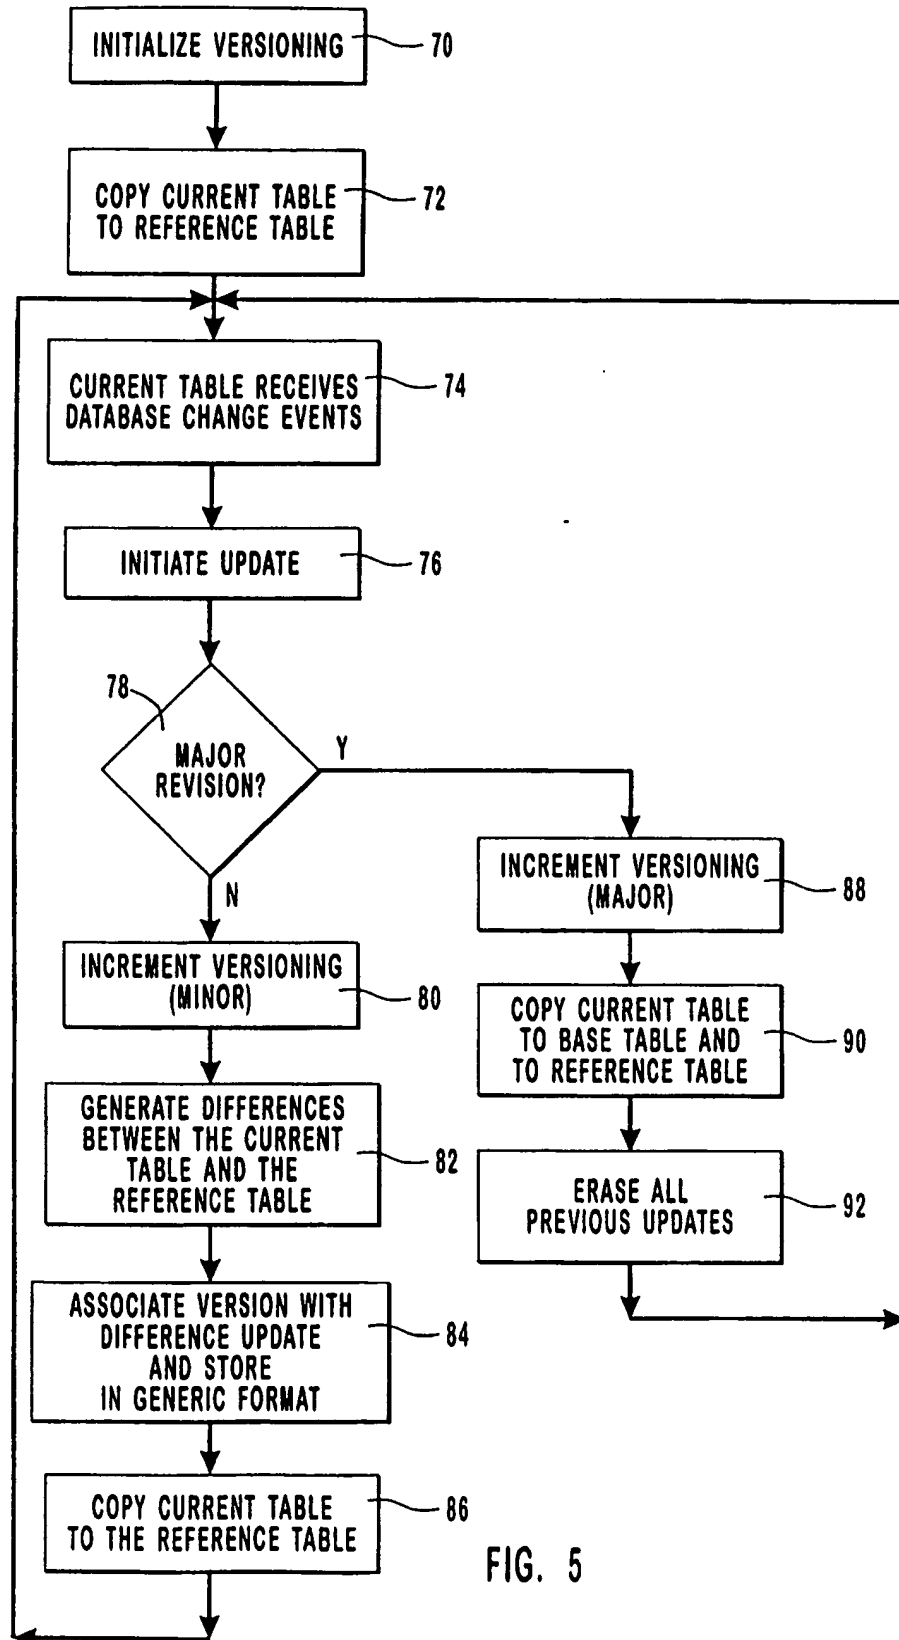 INITIALIZE VERSIONING
70
COPY CURRENT TABLE
TO REFERENCE TABLE
72
CURRENT TABLE RECEIVES
DATABASE CHANGE EVENTS
74
INITIATE UPDATE
76
78
MAJOR
REVISION?
Y
N
INCREMENT VERSIONING
(MINOR)
80
GENERATE DIFFERENCES
BETWEEN THE CURRENT
TABLE AND THE
REFERENCE TABLE
82
ASSOCIATE VERSION WITH
DIFFERENCE UPDATE
AND STORE
IN GENERIC FORMAT
84
COPY CURRENT TABLE
TO THE REFERENCE TABLE
86
INCREMENT VERSIONING
(MAJOR)
88
COPY CURRENT TABLE
TO BASE TABLE AND
TO REFERENCE TABLE
90
ERASE ALL
PREVIOUS UPDATES
92
FIG. 5